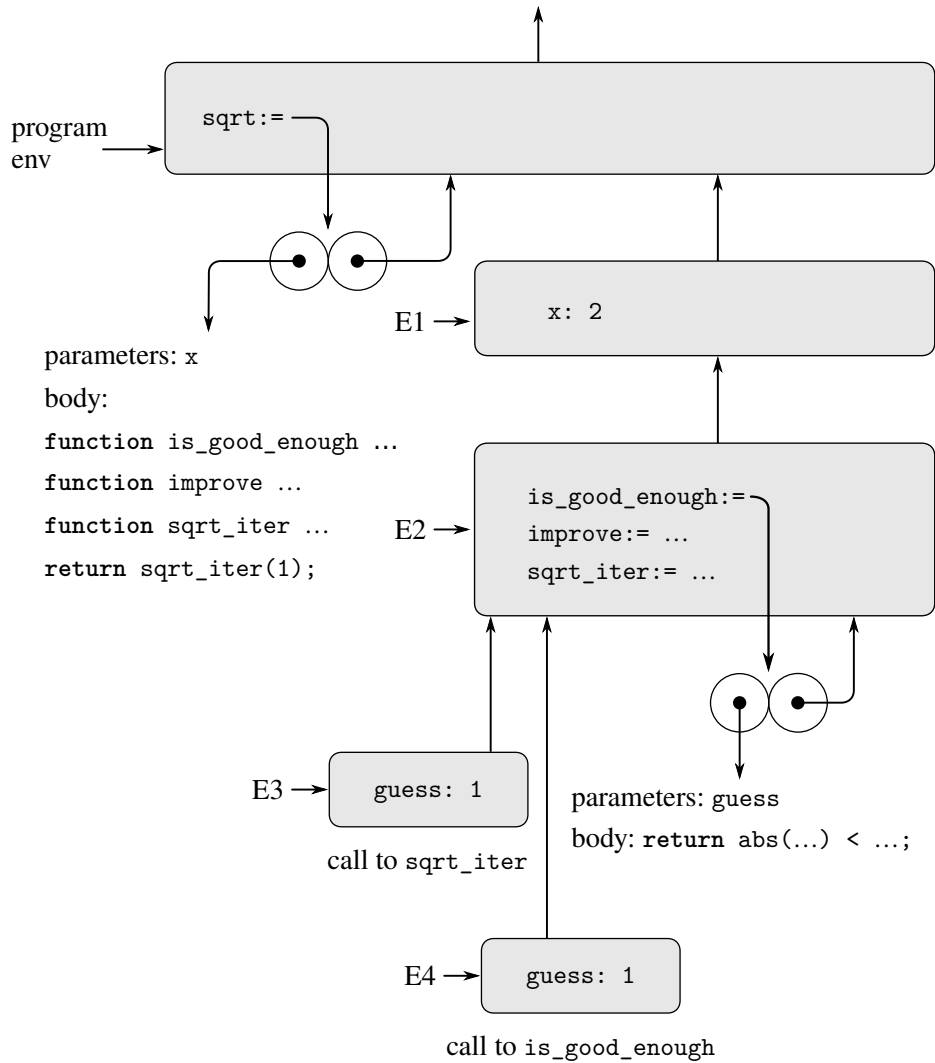 sqrt:=
program
env
E1
x: 2
parameters: x
body:
function is_good_enough ...
function improve ...
function sqrt_iter ...
return sqrt_iter(1);
E2
is_good_enough:=
improve:= ...
sqrt_iter:= ...
E3
guess: 1
call to sqrt_iter
parameters: guess
body: return abs(...) < ...;
E4
guess: 1
call to is_good_enough